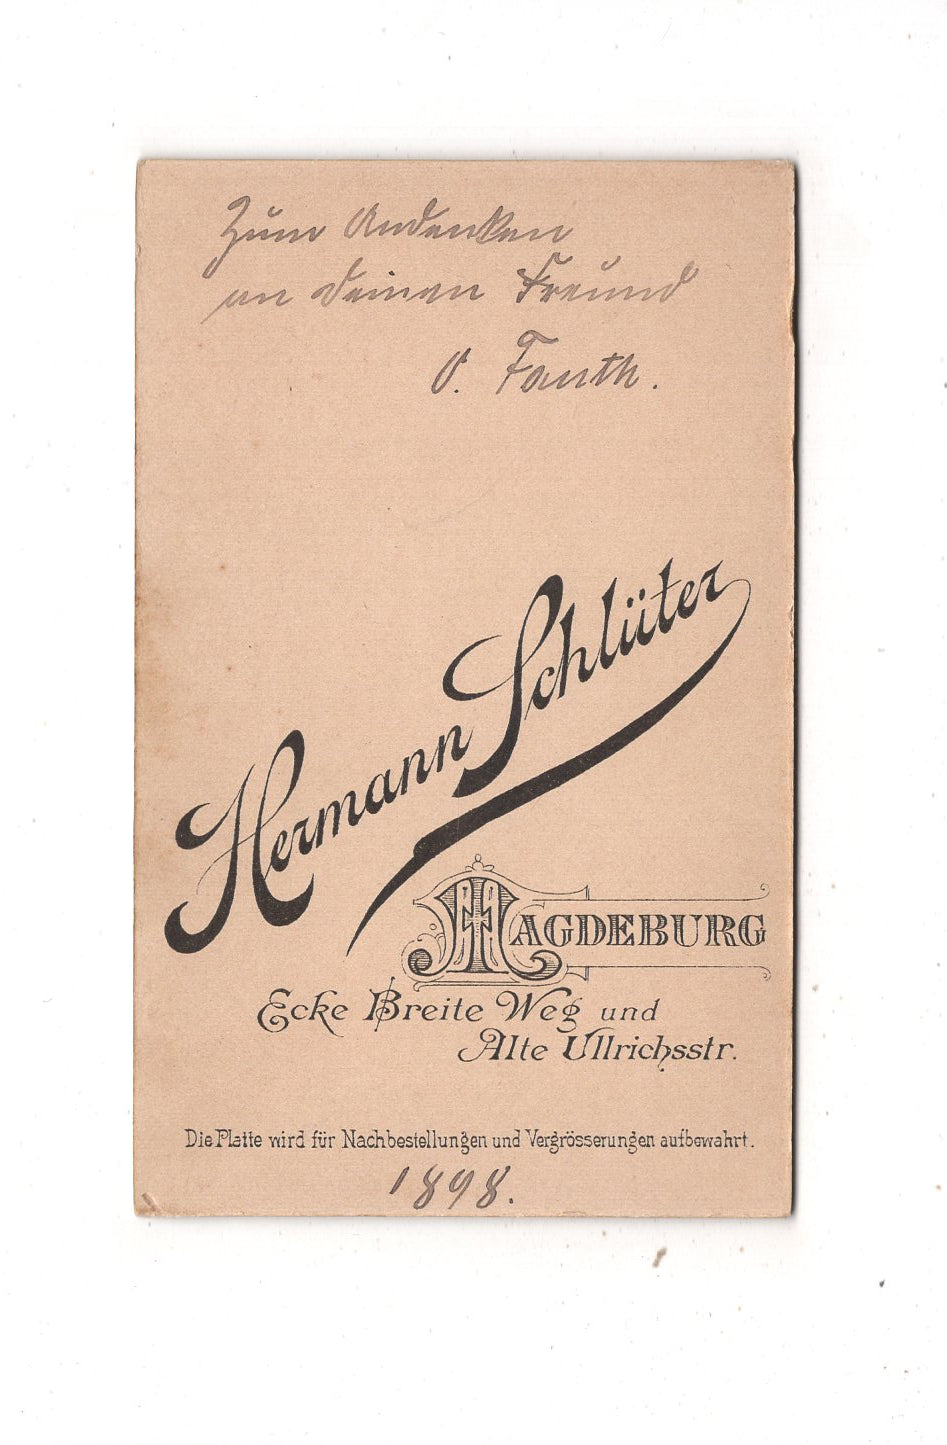 Zum Andenken
an Deinen Freund
O. Fauth.
Hermann Schlüter
MAGDEBURG
Ecke Breite Weg und
Alte Ullrichsstr.
Die Platte wird für Nachbestellungen und Vergrösserungen aufbewahrt.
1898.